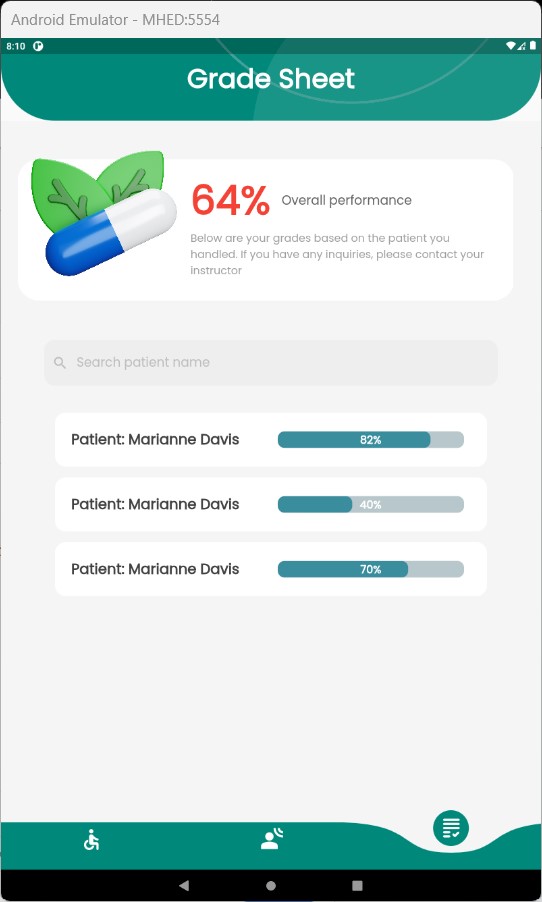 Android Emulator - MHED:5554
8:10
Grade Sheet
64% Overall performance
Below are your grades based on the patient you
handled. If you have any inquiries, please contact your
instructor
Search patient name
Patient: Marianne Davis 82%
Patient: Marianne Davis 40%
Patient: Marianne Davis 70%